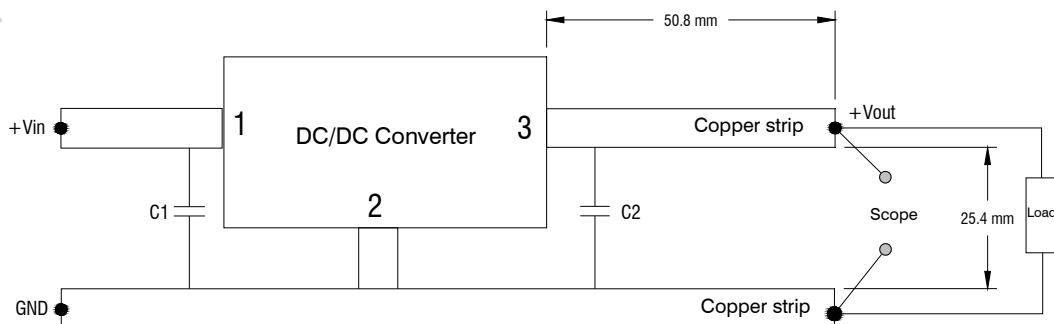 50.8 mm
+Vin
1
DC/DC Converter
3
Copper strip
+Vout
C1
2
C2
Scope
25.4 mm
Load
GND
Copper strip